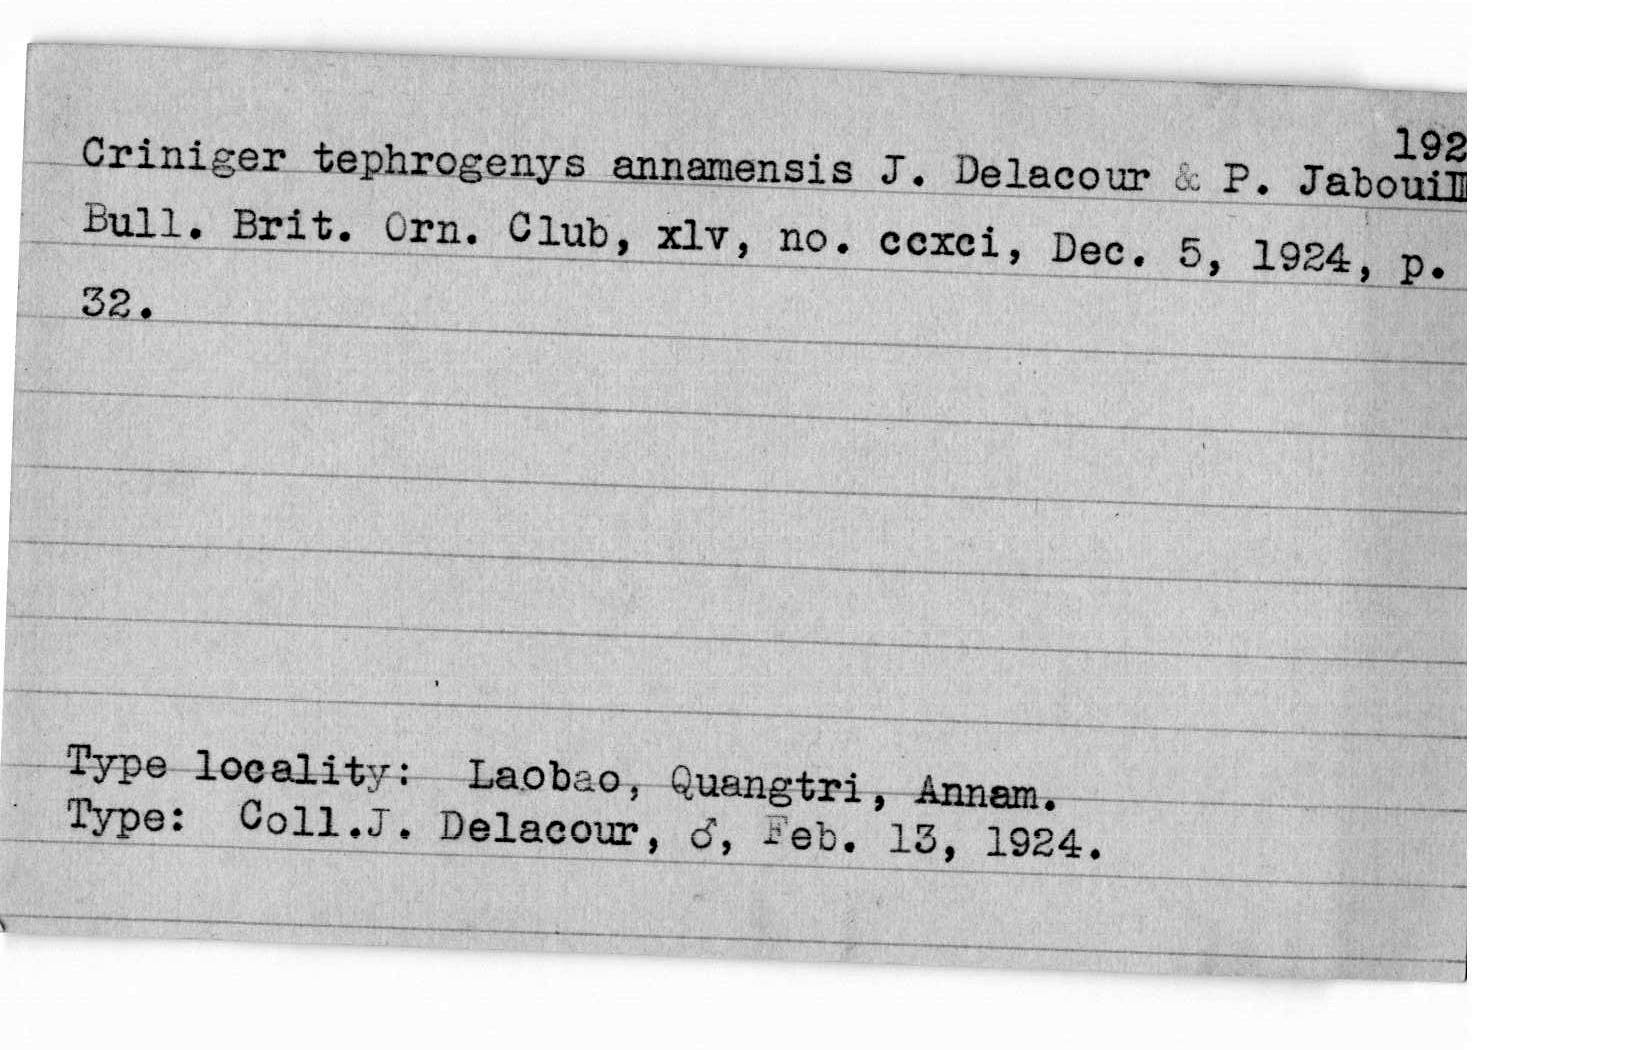 192
Criniger tephrogenys annamensis J. Delacour & P. Jabouill
Bull. Brit. Orn. Club, xlv, no. ccxci, Dec. 5, 1924, p.
32.
Type locality: Laobao, Quangtri, Annam.
Type: Coll.J. Delacour, ♂, Feb. 13, 1924.